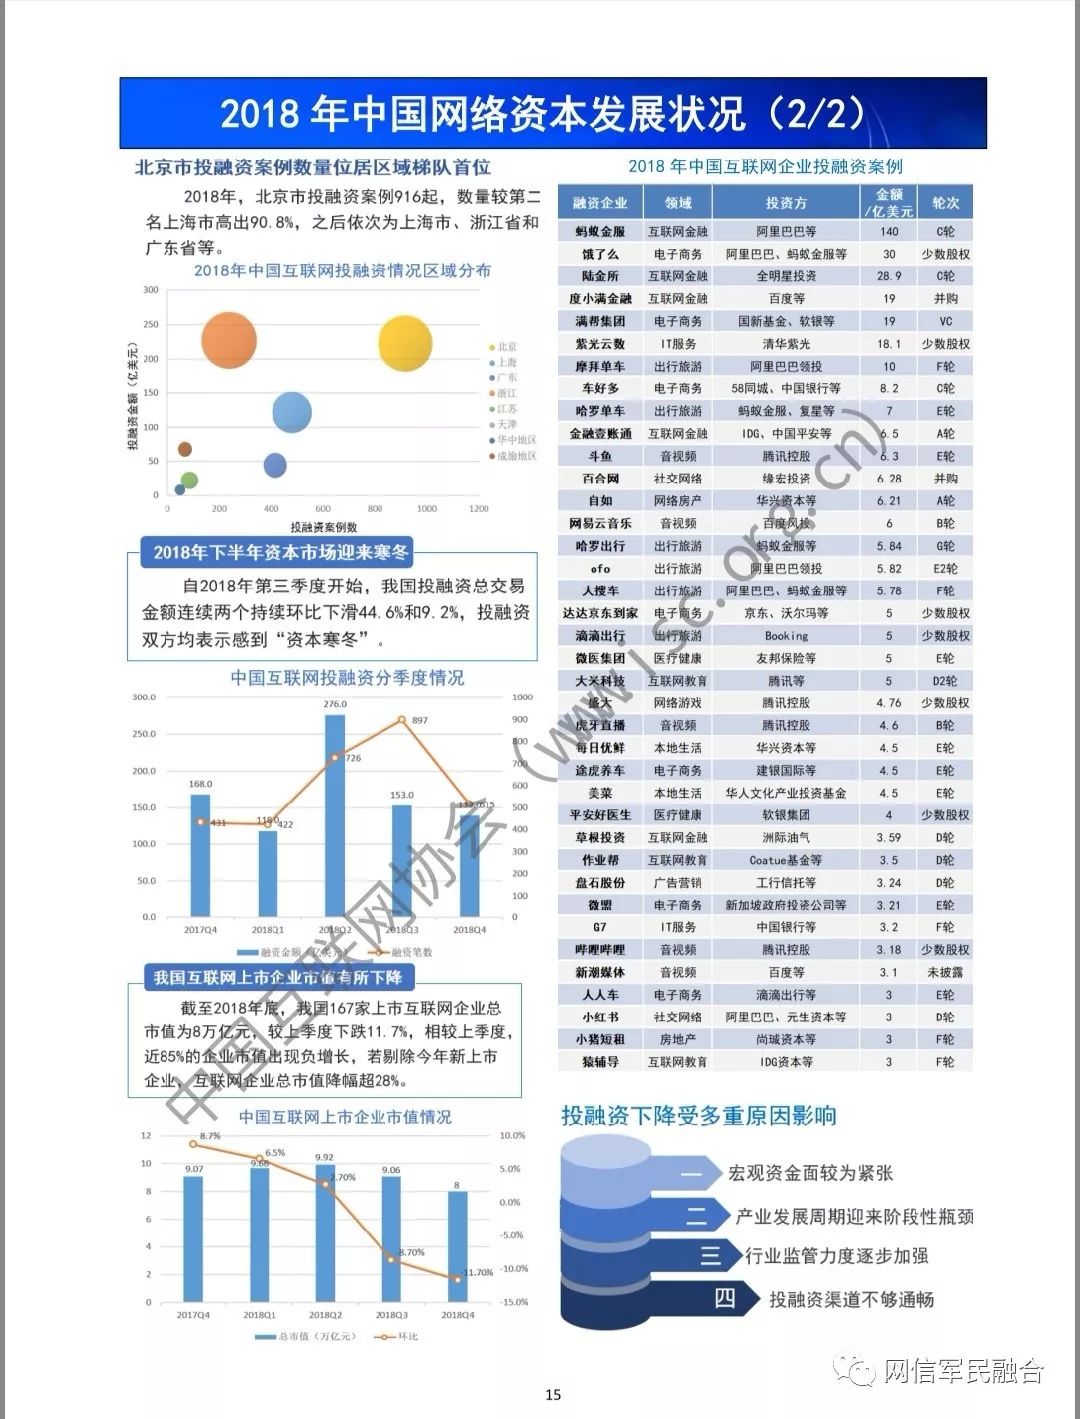 2018 年中国网络资本发展状况（2/2）
北京市投融资案例数量位居区域梯队首位
2018年，北京市投融资案例916起，数量较第二
名上海市高出90.8%，之后依次为上海市、浙江省和
广东省等。
2018年中国互联网投融资情况区域分布
投融资金额（亿美元）
300
250
200
150
100
50
0
0 200 400 600 800 1000 1200
投融资案例数
北京
上海
广东
浙江
江苏
天津
华中地区
成渝地区
2018年下半年资本市场迎来寒冬
自2018年第三季度开始，我国投融资总交易
金额连续两个持续环比下滑44.6%和9.2%，投融资
双方均表示感到“资本寒冬”。
中国互联网投融资分季度情况
300.0
250.0
200.0
150.0
100.0
50.0
0.0
1000
900
800
700
600
500
400
300
200
100
0
168.0
118.0
276.0
153.0
431
422
726
897
615
2017Q4 2018Q1 2018Q2 2018Q3 2018Q4
融资金额（亿美元） 融资笔数
我国互联网上市企业市值有所下降
截至2018年底，我国167家上市互联网企业总
市值为8万亿元，较上季度下跌11.7%，相较上季度，
近85%的企业市值出现负增长，若剔除今年新上市
企业，互联网企业总市值降幅超28%。
中国互联网上市企业市值情况
12
10
8
6
4
2
0
10.0%
5.0%
0.0%
-5.0%
-10.0%
-15.0%
9.07
9.66
9.92
9.06
8
8.7%
6.5%
2.70%
-8.70%
-11.70%
2017Q4 2018Q1 2018Q2 2018Q3 2018Q4
总市值（万亿元） 环比
2018 年中国互联网企业投融资案例
融资企业 领域 投资方 金额/亿美元 轮次
蚂蚁金服 互联网金融 阿里巴巴等 140 C轮
饿了么 电子商务 阿里巴巴、蚂蚁金服等 30 少数股权
陆金所 互联网金融 全明星投资 28.9 C轮
度小满金融 互联网金融 百度等 19 并购
满帮集团 电子商务 国新基金、软银等 19 VC
紫光云数 IT服务 清华紫光 18.1 少数股权
摩拜单车 出行旅游 阿里巴巴领投 10 F轮
车好多 电子商务 58同城、中国银行等 8.2 C轮
哈罗单车 出行旅游 蚂蚁金服、复星等 7 E轮
金融壹账通 互联网金融 IDG、中国平安等 6.5 A轮
斗鱼 音视频 腾讯控股 6.3 E轮
百合网 社交网络 缘宏投资 6.28 并购
自如 网络房产 华兴资本等 6.21 A轮
网易云音乐 音视频 百度风投 6 B轮
哈罗出行 出行旅游 蚂蚁金服等 5.84 G轮
ofo 出行旅游 阿里巴巴领投 5.82 E2轮
人搜车 出行旅游 阿里巴巴、蚂蚁金服等 5.78 F轮
达达京东到家 电子商务 京东、沃尔玛等 5 少数股权
滴滴出行 出行旅游 Booking 5 少数股权
微医集团 医疗健康 友邦保险等 5 E轮
大米科技 互联网教育 腾讯等 5 D2轮
盛大 网络游戏 腾讯控股 4.76 少数股权
虎牙直播 音视频 腾讯控股 4.6 B轮
每日优鲜 本地生活 华兴资本等 4.5 E轮
途虎养车 电子商务 建银国际等 4.5 E轮
美菜 本地生活 华人文化产业投资基金 4.5 E轮
平安好医生 医疗健康 软银集团 4 少数股权
草根投资 互联网金融 洲际油气 3.59 D轮
作业帮 互联网教育 Coatue基金等 3.5 D轮
盘石股份 广告营销 工行信托等 3.24 D轮
微盟 电子商务 新加坡政府投资公司等 3.21 E轮
G7 IT服务 中国银行等 3.2 F轮
哔哩哔哩 音视频 腾讯控股 3.18 少数股权
新潮媒体 音视频 百度等 3.1 未披露
人人车 电子商务 滴滴出行等 3 E轮
小红书 社交网络 阿里巴巴、元生资本等 3 D轮
小猪短租 房地产 尚珹资本等 3 F轮
猿辅导 互联网教育 IDG资本等 3 F轮
投融资下降受多重原因影响
一 宏观资金面较为紧张
二 产业发展周期迎来阶段性瓶颈
三 行业监管力度逐步加强
四 投融资渠道不够通畅
中国互联网协会（www.isc.org.cn）
网信军民融合
15